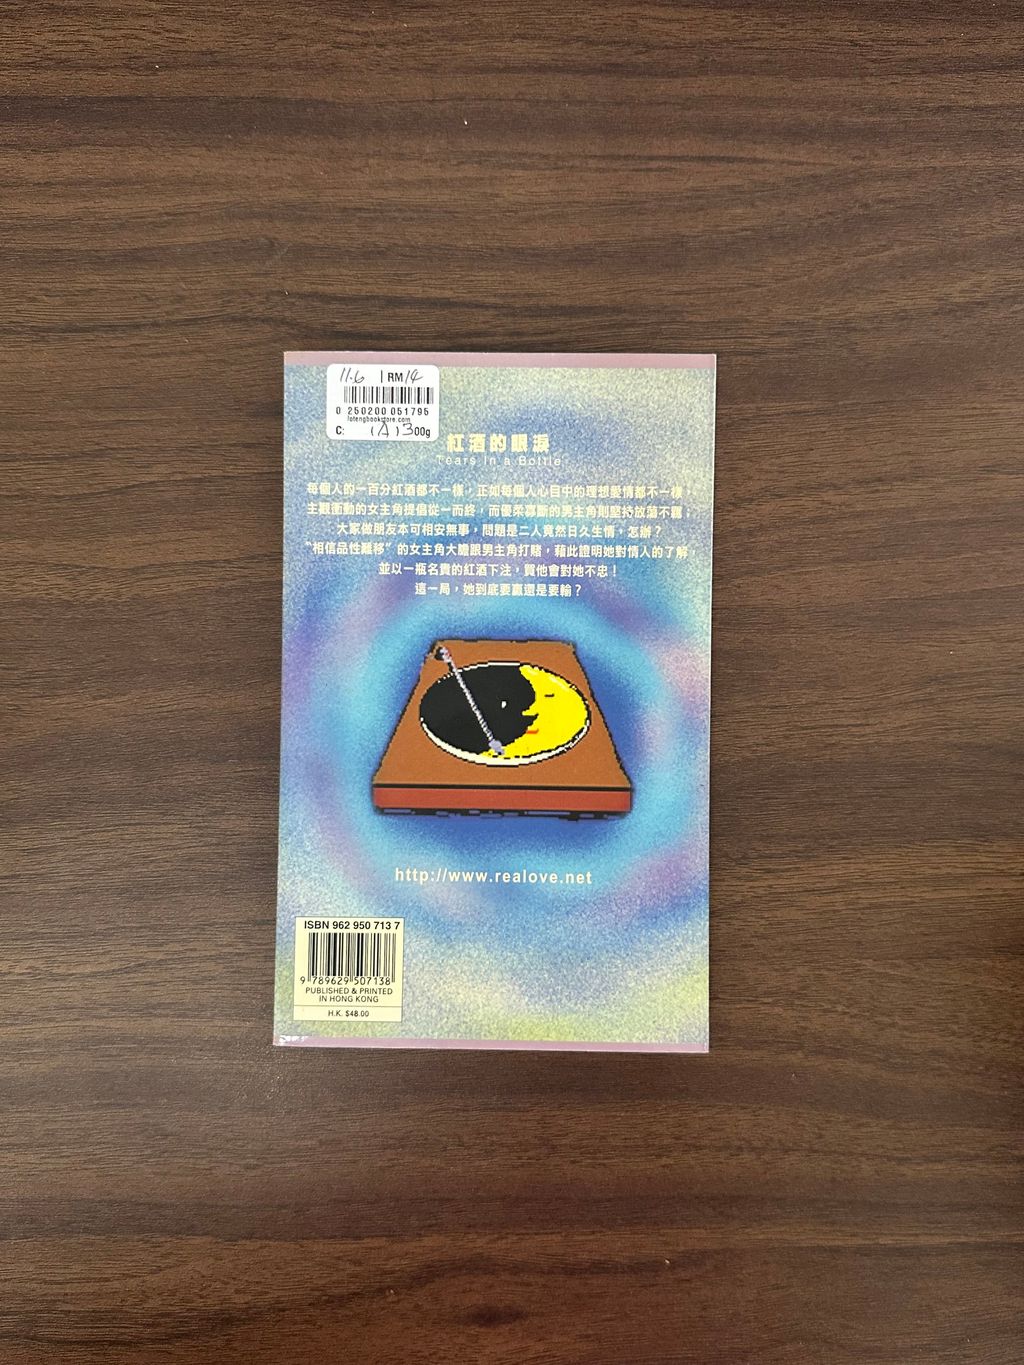 11.6 | RM 14
0 250200 051795
lotengbookstore.com
C: (A) 300g
紅酒的眼淚
Tears in a Bottle
每個人的一百分紅酒都不一樣，正如每個人心目中的理想愛情都不一樣，
主觀衝動的女主角提倡從一而終，而優柔寡斷的男主角則堅持放蕩不羈；
大家做朋友本可相安無事，問題是二人竟然日久生情，怎辦？
“相信品性難移”的女主角大膽跟男主角打賭，藉此證明她對情人的了解，
並以一瓶名貴的紅酒下注，買他會對她不忠！
這一局，她到底要贏還是要輸？
http://www.realove.net
ISBN 962 950 713 7
9 789629 507138
PUBLISHED & PRINTED
IN HONG KONG
H.K. $48.00